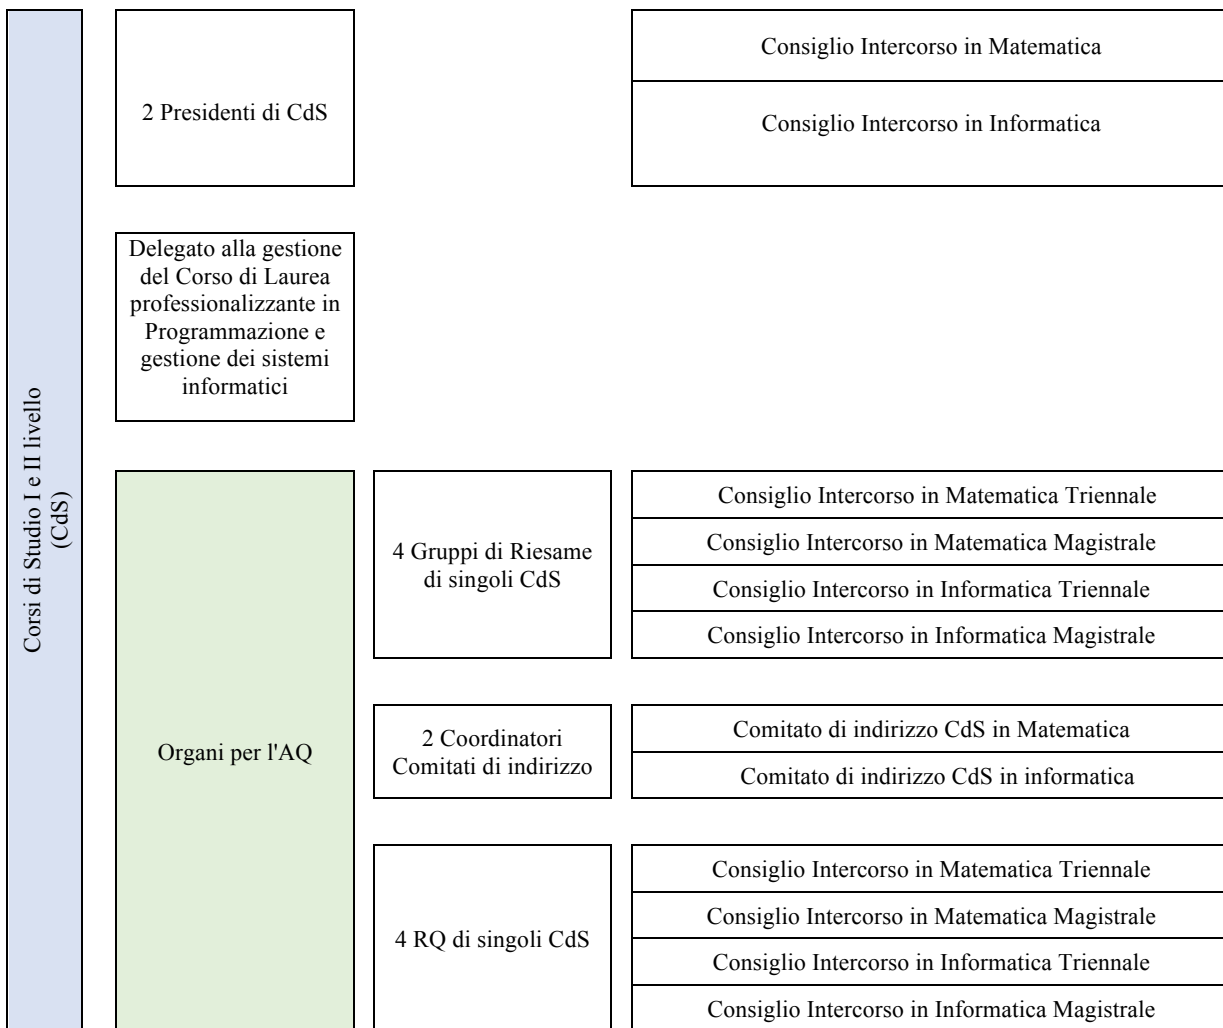 Corsi di Studio I e II livello
(CdS)
2 Presidenti di CdS
Consiglio Intercorso in Matematica
Consiglio Intercorso in Informatica
Delegato alla gestione
del Corso di Laurea
professionalizzante in
Programmazione e
gestione dei sistemi
informatici
Organi per l'AQ
4 Gruppi di Riesame
di singoli CdS
Consiglio Intercorso in Matematica Triennale
Consiglio Intercorso in Matematica Magistrale
Consiglio Intercorso in Informatica Triennale
Consiglio Intercorso in Informatica Magistrale
2 Coordinatori
Comitati di indirizzo
Comitato di indirizzo CdS in Matematica
Comitato di indirizzo CdS in informatica
4 RQ di singoli CdS
Consiglio Intercorso in Matematica Triennale
Consiglio Intercorso in Matematica Magistrale
Consiglio Intercorso in Informatica Triennale
Consiglio Intercorso in Informatica Magistrale